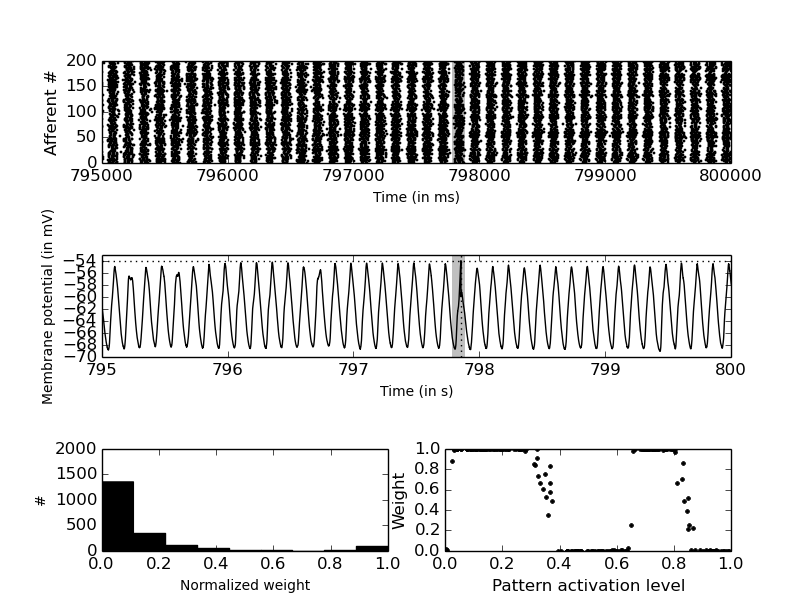 200
150
100
50
0
Afferent #
795000 796000 797000 798000 799000 800000
Time (in ms)
Membrane potential (in mV)
−54
−56
−58
−60
−62
−64
−66
−68
−70
795 796 797 798 799 800
Time (in s)
2000
1500
1000
500
0
#
0.0 0.2 0.4 0.6 0.8 1.0
Normalized weight
1.0
0.8
0.6
0.4
0.2
0.0
Weight
0.0 0.2 0.4 0.6 0.8 1.0
Pattern activation level